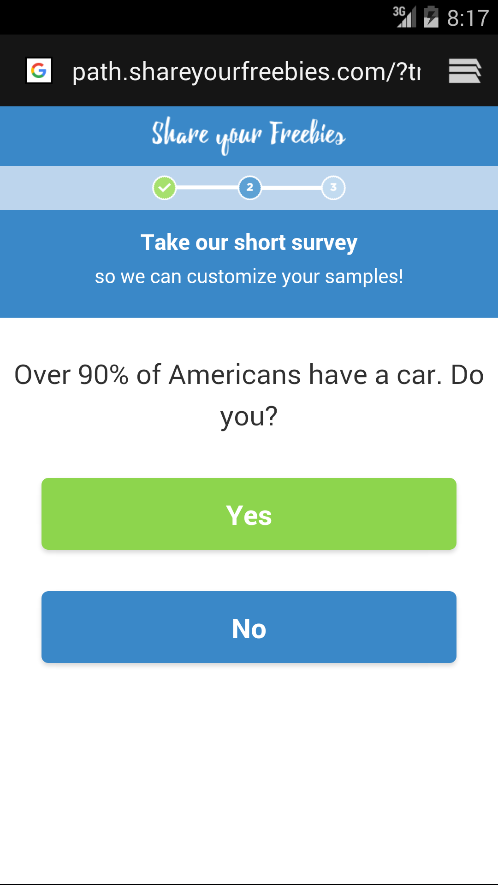 3G 8:17
G path.shareyourfreebies.com/?tr
Share your Freebies
2 3
Take our short survey
so we can customize your samples!
Over 90% of Americans have a car. Do
you?
Yes
No